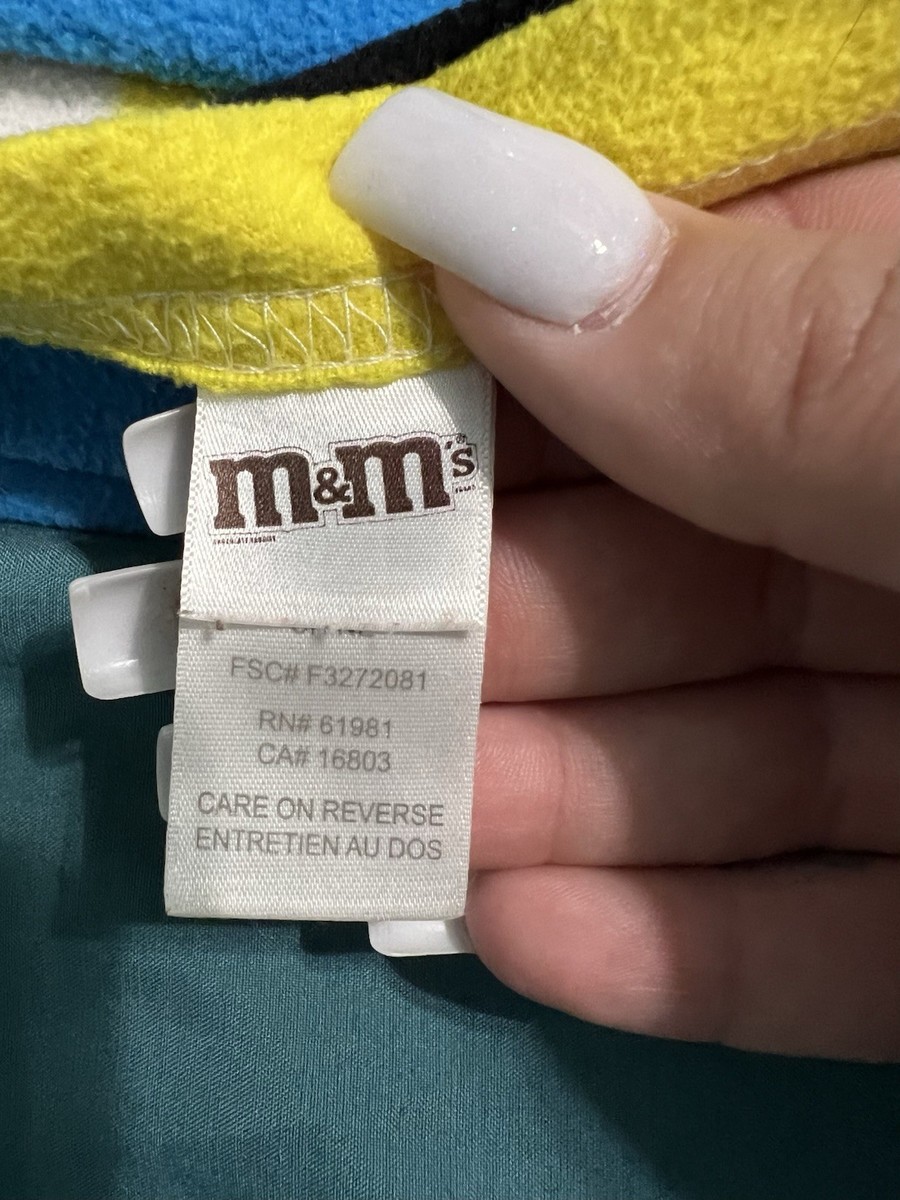 m&m's
FSC# F3272081
RN# 61981
CA# 16803
CARE ON REVERSE
ENTRETIEN AU DOS